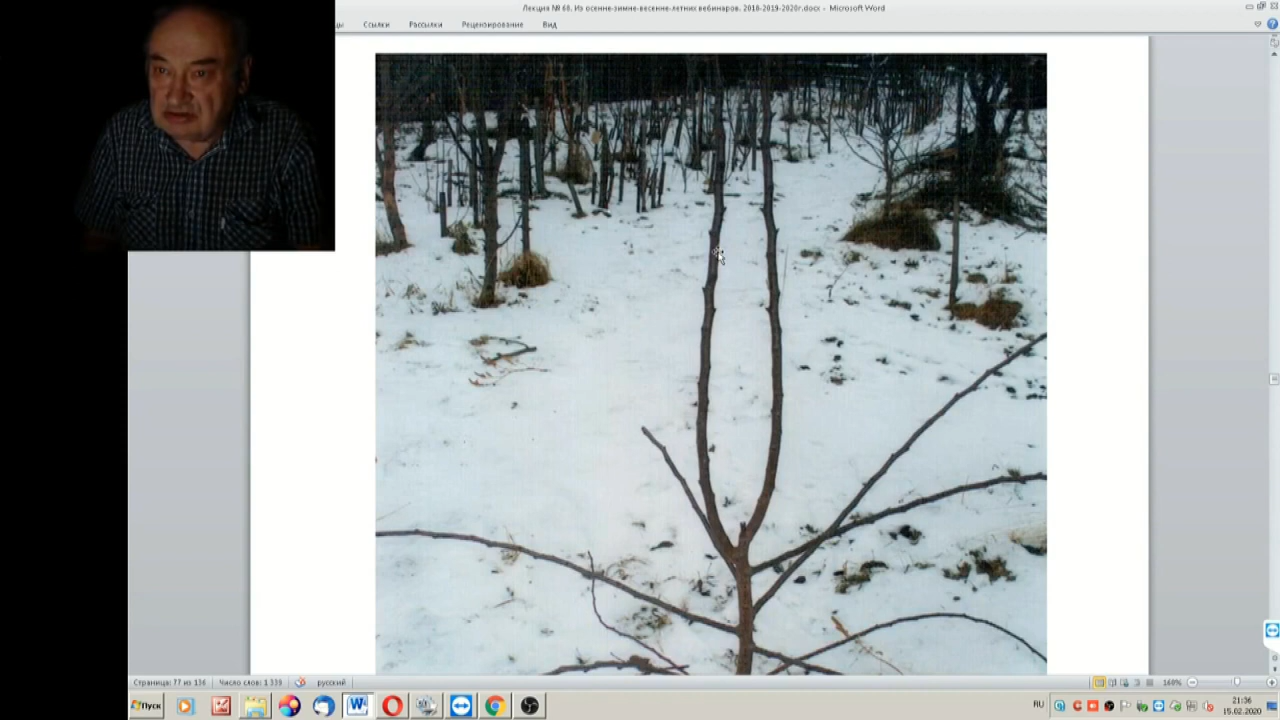 Лекция № 68. Из осенне-зимне-весенне-летних вебинаров. 2018-2019-2020г.docx - Microsoft Word
Ссылки Рассылки Рецензирование Вид
Страница: 77 из 136 Число слов: 1 339 русский 160%
Пуск RU 21:36
15.02.2020